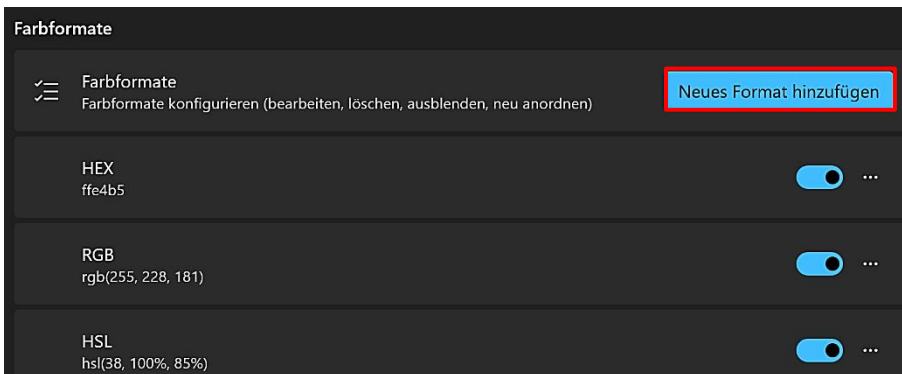 Farbformate
Farbformate
Farbformate konfigurieren (bearbeiten, löschen, ausblenden, neu anordnen)
Neues Format hinzufügen
HEX
ffe4b5
RGB
rgb(255, 228, 181)
HSL
hsl(38, 100%, 85%)